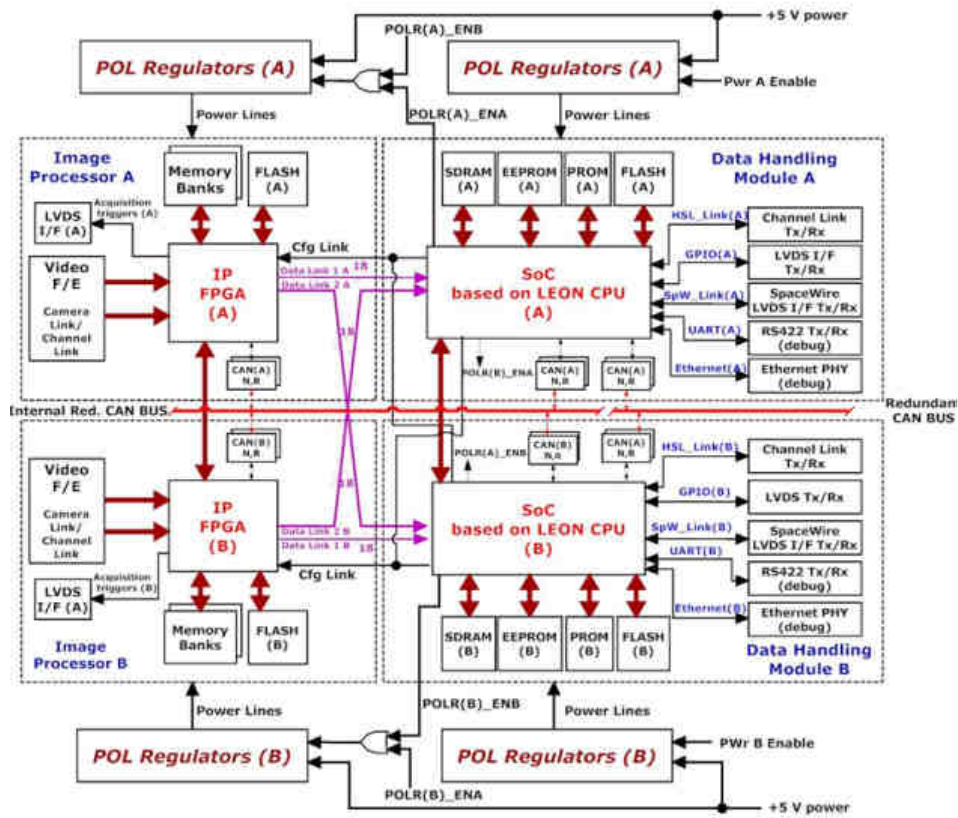 +5 V power
POLR(A)_ENB
POL Regulators (A)
POL Regulators (A)
Pwr A Enable
POLR(A)_ENA
Power Lines
Power Lines
Image
Processor A
Memory
Banks
FLASH
(A)
SDRAM
(A)
EEPROM
(A)
PROM
(A)
FLASH
(A)
Data Handling
Module A
LVDS
I/F (A)
Acquisition
triggers (A)
HSL_Link(A)
Channel Link
Tx/Rx
Cfg Link
Video
F/E
Camera
Link/
Channel
Link
IP
FPGA
(A)
Data Link 1 A
18
Data Link 2 A
18
SoC
based on LEON CPU
(A)
GPIO(A)
LVDS I/F
Tx/Rx
SpW_Link(A)
SpaceWire
LVDS I/F Tx/Rx
UART(A)
RS422 Tx/Rx
(debug)
Ethernet(A)
Ethernet PHY
(debug)
CAN(A)
N,R
POLR(B)_ENA
CAN(A)
N,R
CAN(A)
N,R
Internal Red. CAN BUS
Redundant
CAN BUS
CAN(B)
N,R
POLR(A)_ENB
CAN(B)
N,R
CAN(A)
N,R
HSL_Link(B)
Channel Link
Tx/Rx
Video
F/E
Camera
Link/
Channel
Link
IP
FPGA
(B)
18
Data Link 2 B
Data Link 1 B
18
SoC
based on LEON CPU
(B)
GPIO(B)
LVDS Tx/Rx
SpW_Link(B)
SpaceWire
LVDS I/F Tx/Rx
UART(B)
RS422 Tx/Rx
(debug)
Ethernet(B)
Ethernet PHY
(debug)
Cfg Link
Acquisition
triggers (B)
LVDS
I/F (A)
Memory
Banks
FLASH
(B)
SDRAM
(B)
EEPROM
(B)
PROM
(B)
FLASH
(B)
Image
Processor B
Data Handling
Module B
Power Lines
POLR(B)_ENB
Power Lines
POL Regulators (B)
POL Regulators (B)
PWr B Enable
POLR(B)_ENA
+5 V power